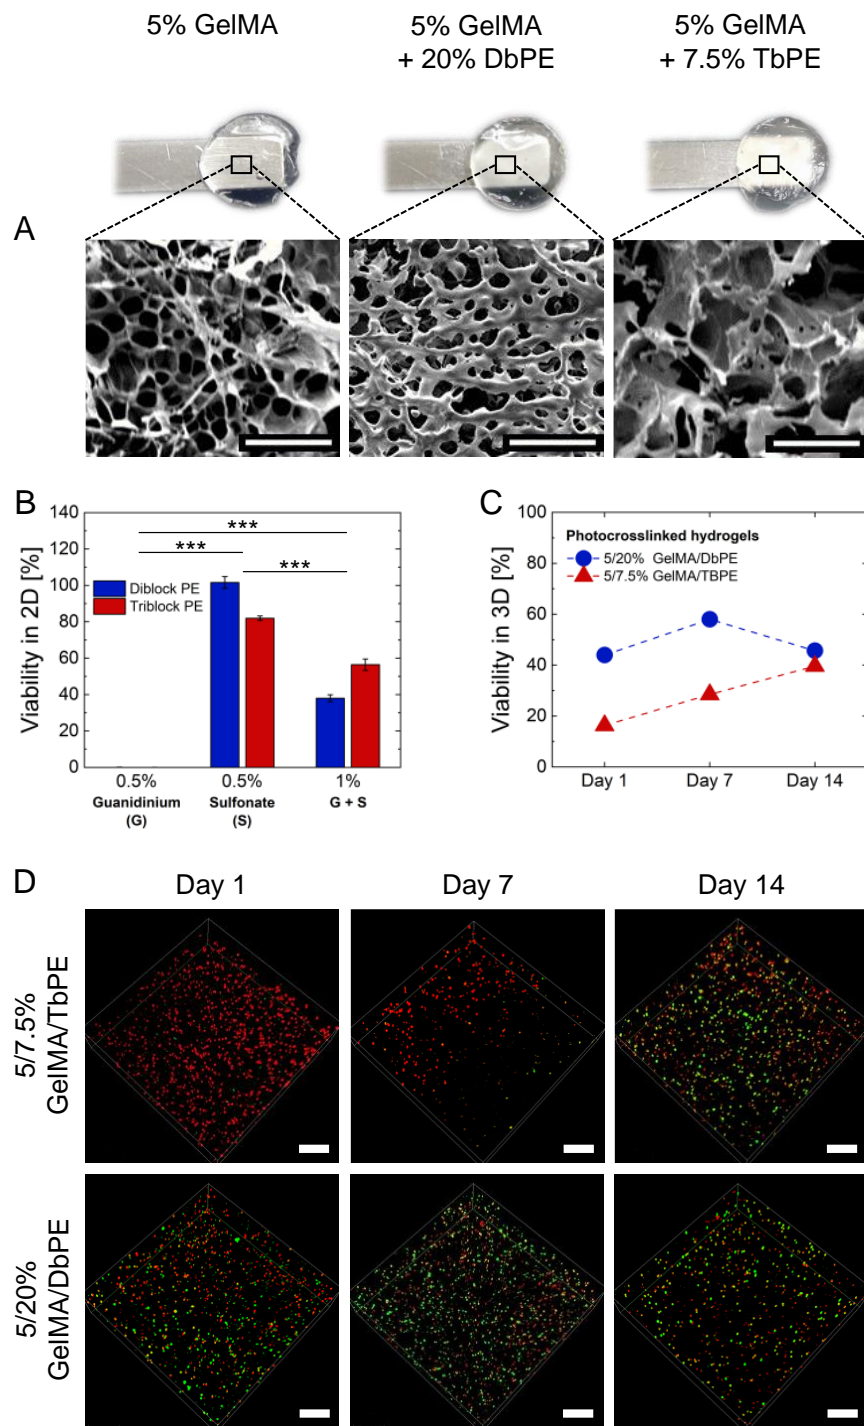 5% GelMA
5% GelMA
+ 20% DbPE
5% GelMA
+ 7.5% TbPE
A
B
Viability in 2D [%]
140
120
100
80
60
40
20
0
***
***
***
Diblock PE
Triblock PE
0.5%
Guanidinium
(G)
0.5%
Sulfonate
(S)
1%
G + S
C
Viability in 3D [%]
100
80
60
40
20
0
Photocrosslinked hydrogels
5/20% GelMA/DbPE
5/7.5% GelMA/TBPE
Day 1
Day 7
Day 14
D
Day 1
Day 7
Day 14
5/7.5%
GelMA/TbPE
5/20%
GelMA/DbPE